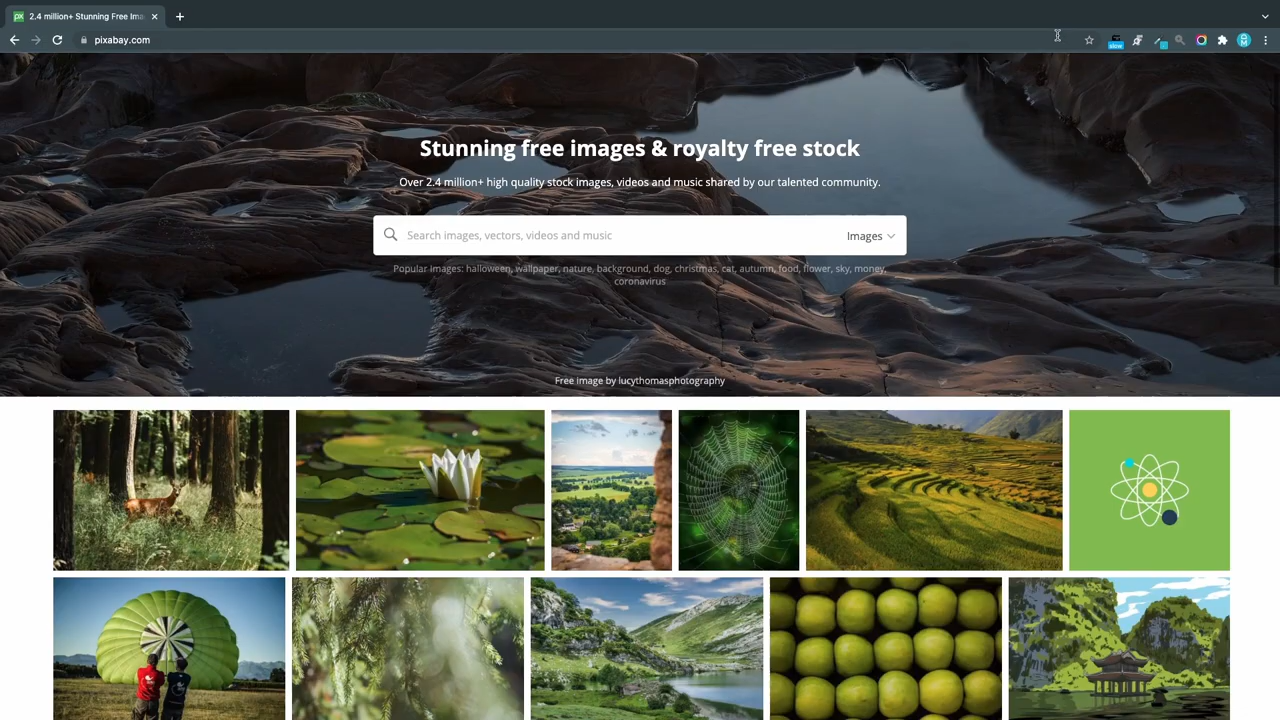 px
2.4 million+ Stunning Free Ima
pixabay.com
slow
Stunning free images & royalty free stock
Over 2.4 million+ high quality stock images, videos and music shared by our talented community.
Search images, vectors, videos and music
Images
Popular Images: halloween, wallpaper, nature, background, dog, christmas, cat, autumn, food, flower, sky, money,
coronavirus
Free image by lucythomasphotography